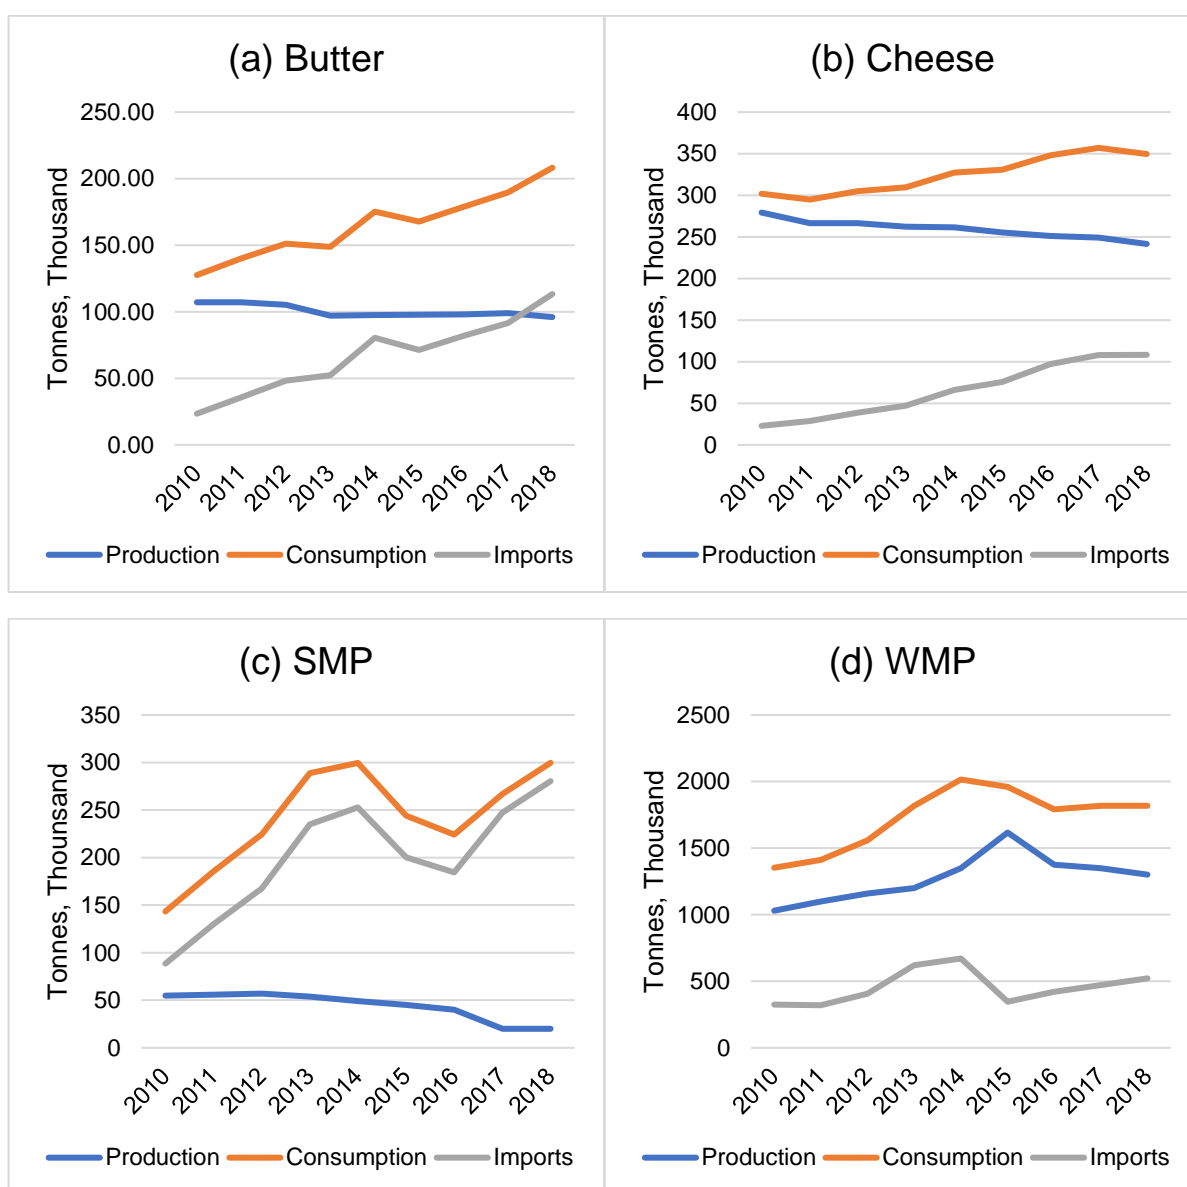 (a) Butter
Tonnes, Thousand
250.00
200.00
150.00
100.00
50.00
0.00
2010 2011 2012 2013 2014 2015 2016 2017 2018
Production Consumption Imports
(b) Cheese
Toones, Thousand
400
350
300
250
200
150
100
50
0
2010 2011 2012 2013 2014 2015 2016 2017 2018
Production Consumption Imports
(c) SMP
Tonnes, Thounsand
350
300
250
200
150
100
50
0
2010 2011 2012 2013 2014 2015 2016 2017 2018
Production Consumption Imports
(d) WMP
Tonnes, Thousand
2500
2000
1500
1000
500
0
2010 2011 2012 2013 2014 2015 2016 2017 2018
Production Consumption Imports